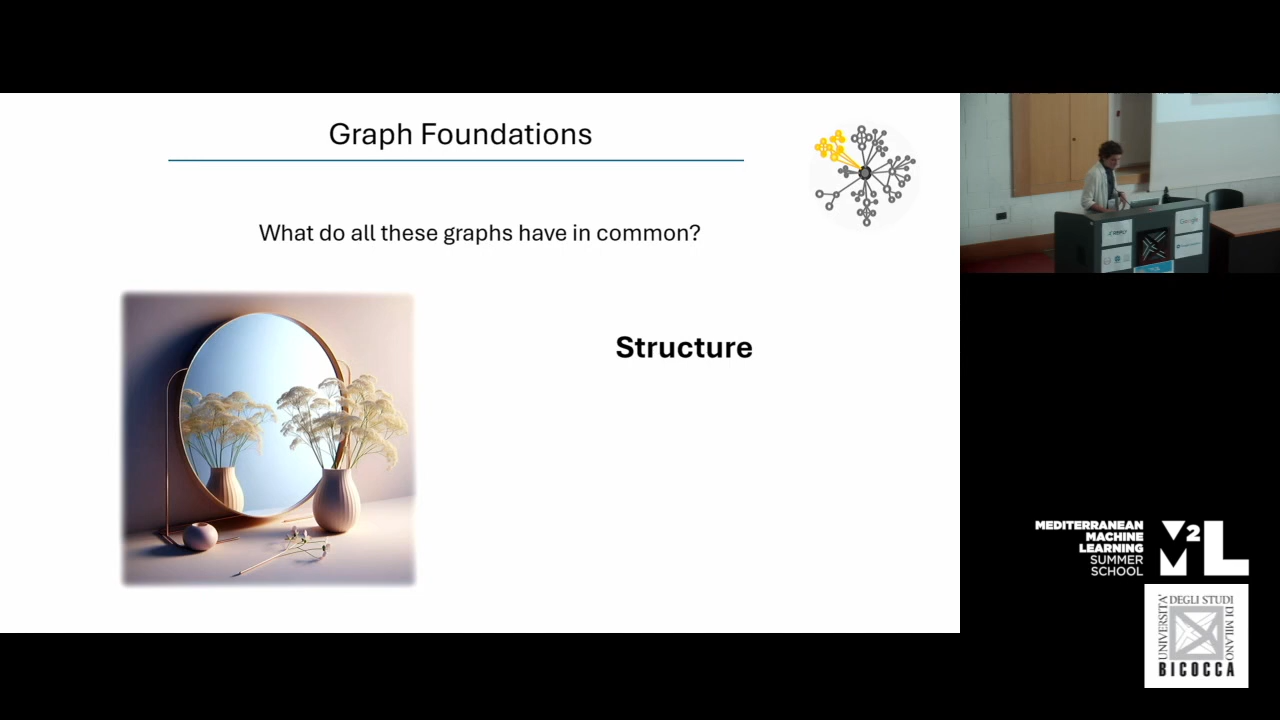 Graph Foundations
What do all these graphs have in common?
Structure
Google
MEDITERRANEAN
MACHINE
LEARNING
SUMMER
SCHOOL
M2L
UNIVERSITÀ
DEGLI STUDI
DI MILANO
BICOCCA